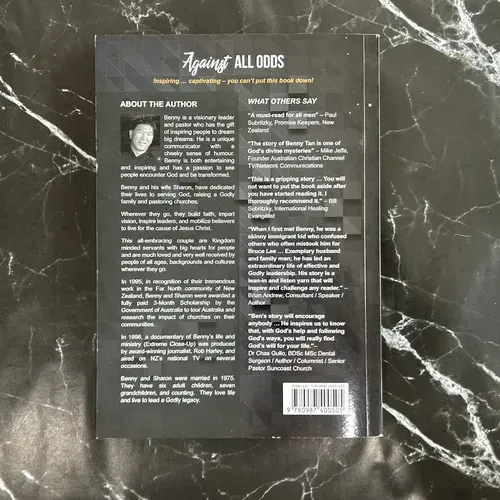 Against ALL ODDS
Inspiring ... captivating – you can't put this book down!
ABOUT THE AUTHOR
Benny is a visionary leader
and pastor who has the gift
of inspiring people to dream
big dreams. He is a unique
communicator with a
cheeky sense of humour.
Benny is both entertaining
and inspiring and has a passion to see
people encounter God and be transformed.
Benny and his wife Sharon, have dedicated
their lives to serving God, raising a Godly
family and pastoring churches.
Wherever they go, they build faith, impart
vision, inspire leaders, and mobilize believers
to live for the cause of Jesus Christ.
This all-embracing couple are Kingdom
minded servants with big hearts for people
and are much loved and very well received by
people of all ages, backgrounds and cultures
wherever they go.
In 1995, in recognition of their tremendous
work in the Far North community of New
Zealand, Benny and Sharon were awarded a
fully paid 3-Month Scholarship by the
Government of Australia to tour Australia and
research the impact of churches on their
communities.
In 1996, a documentary of Benny's life and
ministry (Extreme Close-Up) was produced
by award-winning journalist, Rob Harley, and
aired on NZ's national TV on several
occasions.
Benny and Sharon were married in 1975.
They have six adult children, seven
grandchildren, and counting. They love life
and live to lead a Godly legacy.
WHAT OTHERS SAY
"A must-read for all men" – Paul
Subritzky, Promise Keepers, New
Zealand
"The story of Benny Tan is one of
God's divine mysteries" – Mike Jeffs,
Founder Australian Christian Channel
TV/Network Communications
"This is a gripping story ... You will
not want to put the book aside after
you have started reading it. I
thoroughly recommend it." – Bill
Subritzky, International Healing
Evangelist
"When I first met Benny, he was a
skinny immigrant kid who confused
others who often mistook him for
Bruce Lee ... Exemplary husband
and family man; he has led an
extraordinary life of effective and
Godly leadership. His story is a
lean-in and listen yarn that will
inspire and challenge any reader." –
Brian Andrew, Consultant / Speaker /
Author
"Ben's story will encourage
anybody ... He inspires us to know
that, with God's help and following
God's ways, you will really find
God's will for your life." –
Dr Chas Gullo, BDSc MSc Dental
Surgeon / Author / Columnist / Senior
Pastor Suncoast Church
9 780987 400505